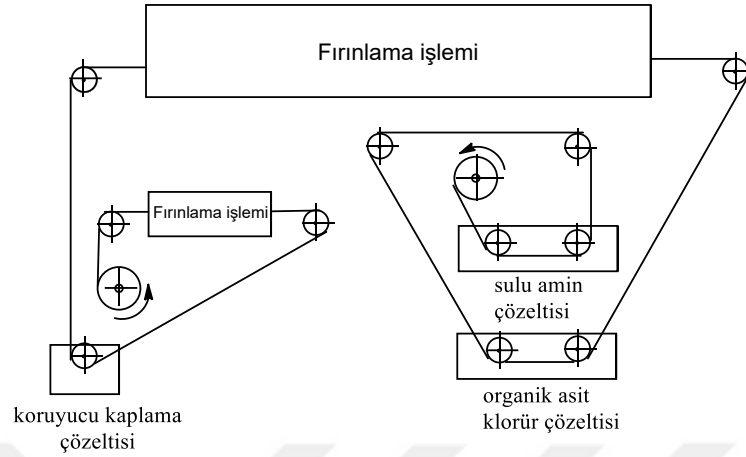 Fırınlama işlemi
Fırınlama işlemi
sulu amin
çözeltisi
organik asit
klorür çözeltisi
koruyucu kaplama
çözeltisi